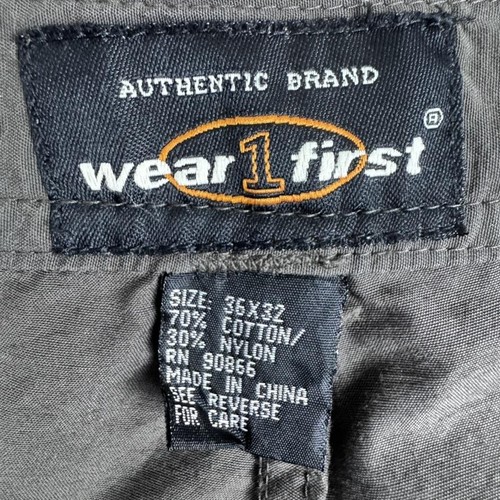 AUTHENTIC BRAND
wear 1 first ®
SIZE: 36X32
70% COTTON/
30% NYLON
RN 90866
MADE IN CHINA
SEE REVERSE
FOR CARE